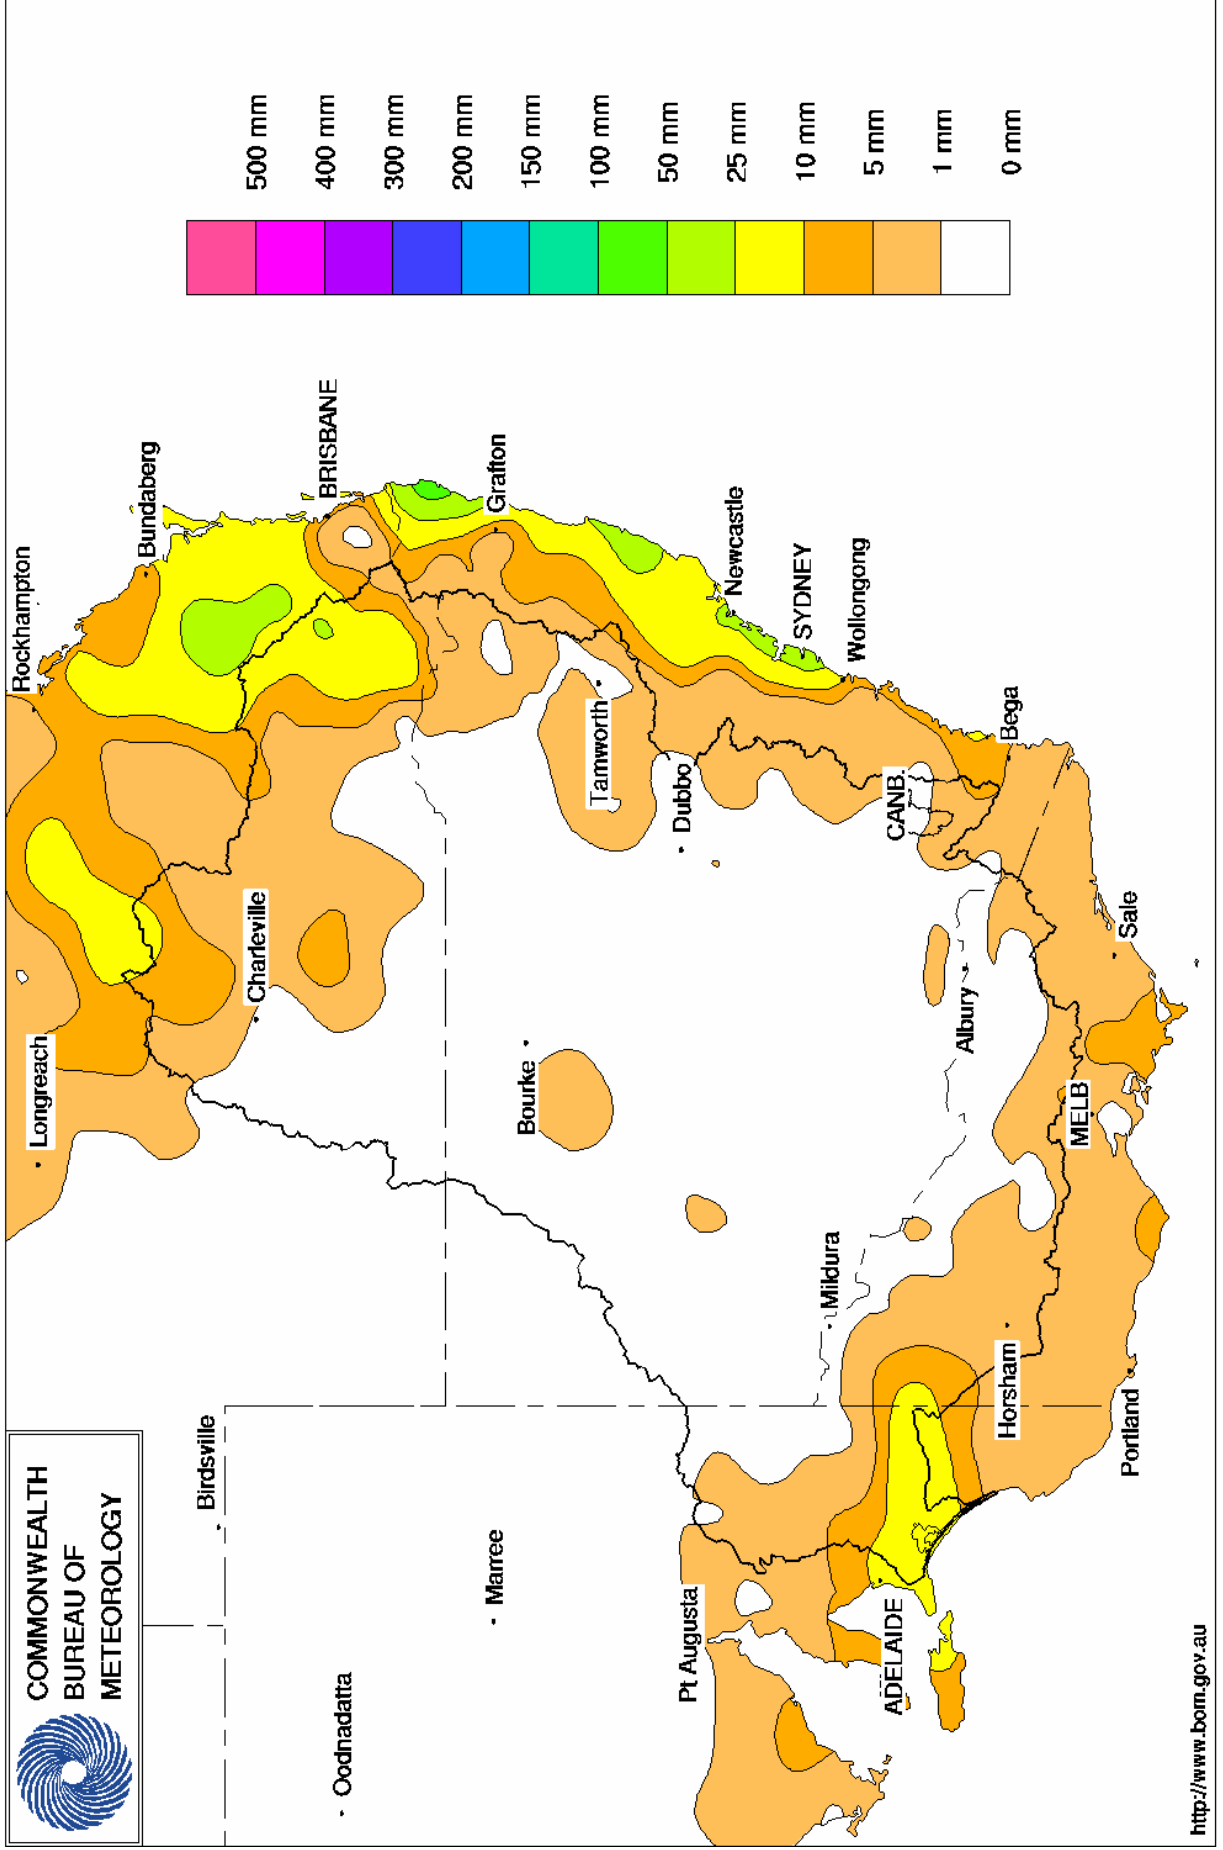 COMMONWEALTH
BUREAU OF
METEOROLOGY
Birdsville
Oodnadatta
Marree
Pt Augusta
ADELAIDE
Longreach
Charleville
Bourke
Mildura
Horsham
Portland
Rockhampton
Bundaberg
BRISBANE
Grafton
Tamworth
Dubbo
Newcastle
SYDNEY
Wollongong
CANB.
Bega
Albury
Sale
MELB
500 mm
400 mm
300 mm
200 mm
150 mm
100 mm
50 mm
25 mm
10 mm
5 mm
1 mm
0 mm
http://www.bom.gov.au